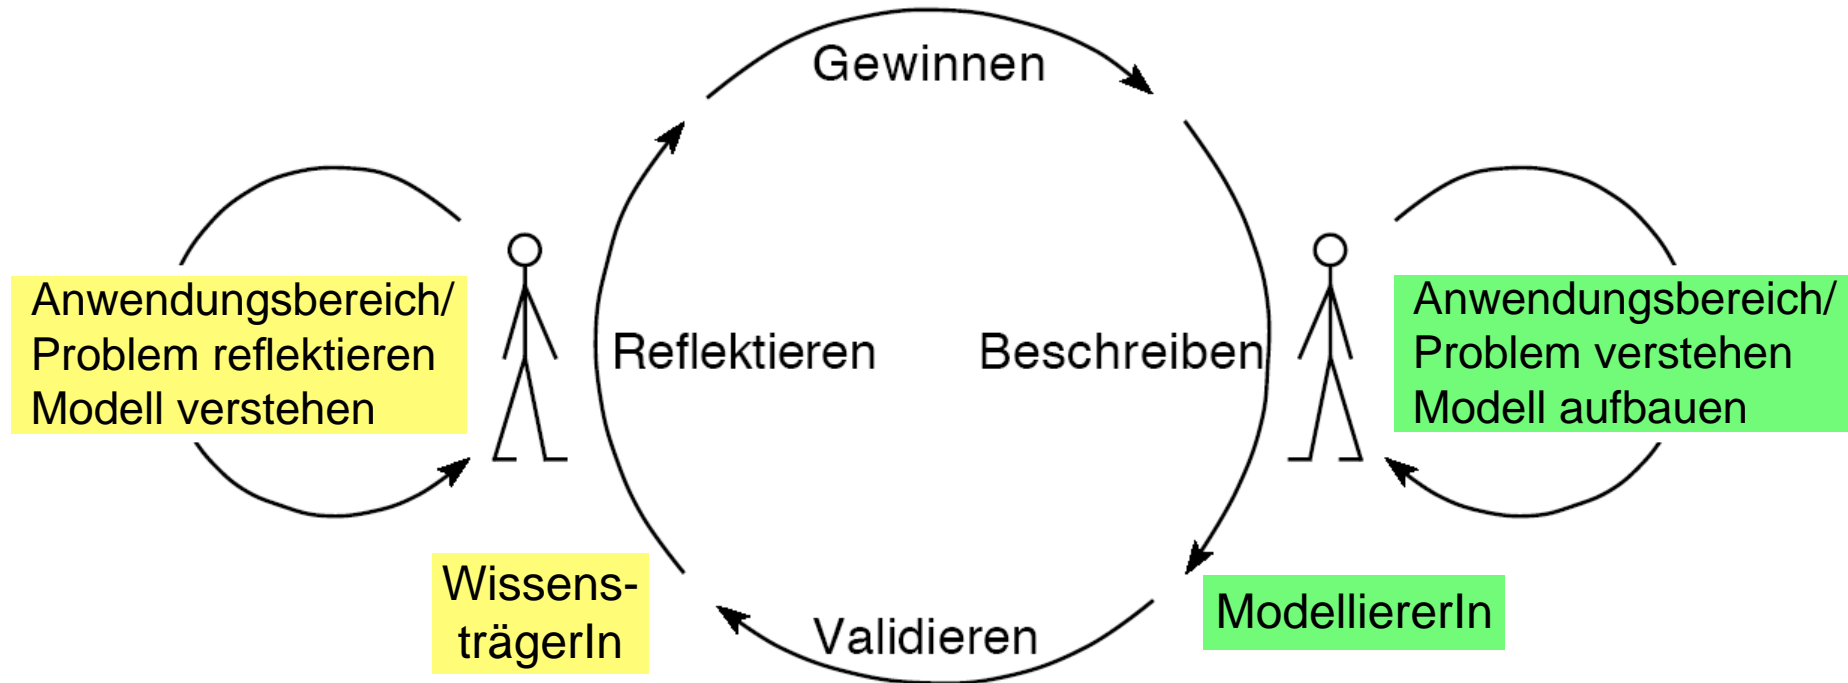 Gewinnen
Anwendungsbereich/
Problem reflektieren
Modell verstehen
Reflektieren
Beschreiben
Anwendungsbereich/
Problem verstehen
Modell aufbauen
Wissens-
trägerIn
Validieren
ModelliererIn